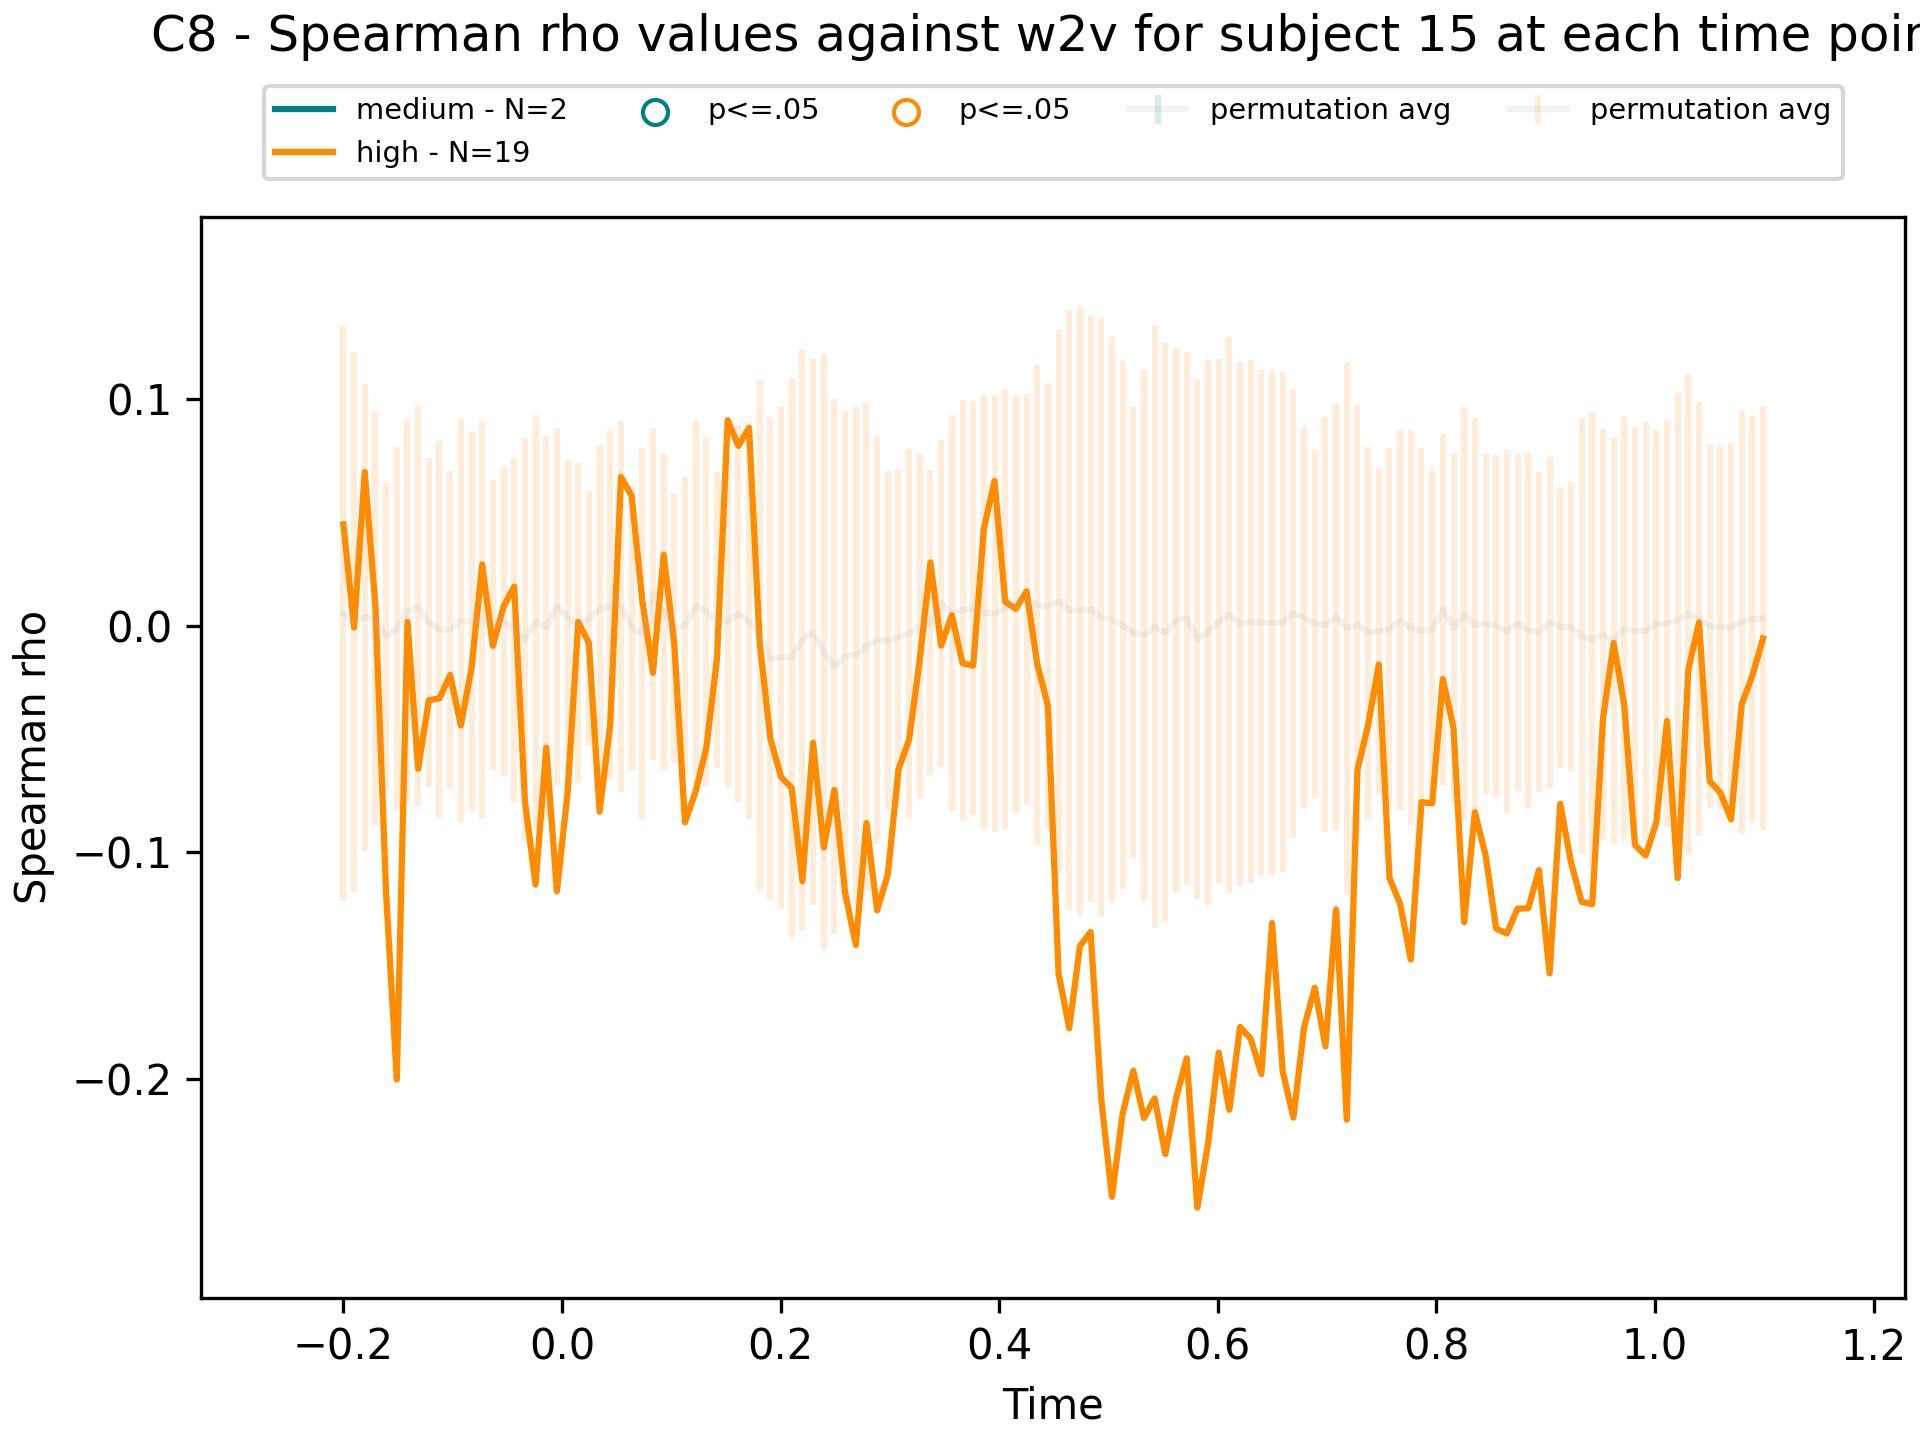 C8 - Spearman rho values against w2v for subject 15 at each time poin
medium - N=2
high - N=19
p<=.05
p<=.05
permutation avg
permutation avg
Spearman rho
0.1
0.0
−0.1
−0.2
−0.2 0.0 0.2 0.4 0.6 0.8 1.0 1.2
Time